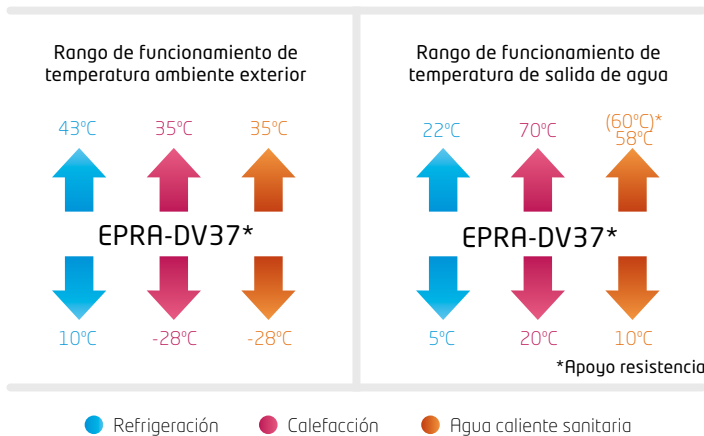 Rango de funcionamiento de
temperatura ambiente exterior
43ºC 35ºC 35ºC
EPRA-DV37*
10ºC -28ºC -28ºC
Rango de funcionamiento de
temperatura de salida de agua
(60ºC)*
22ºC 70ºC 58ºC
EPRA-DV37*
5ºC 20ºC 10ºC
*Apoyo resistencia
Refrigeración Calefacción Agua caliente sanitaria